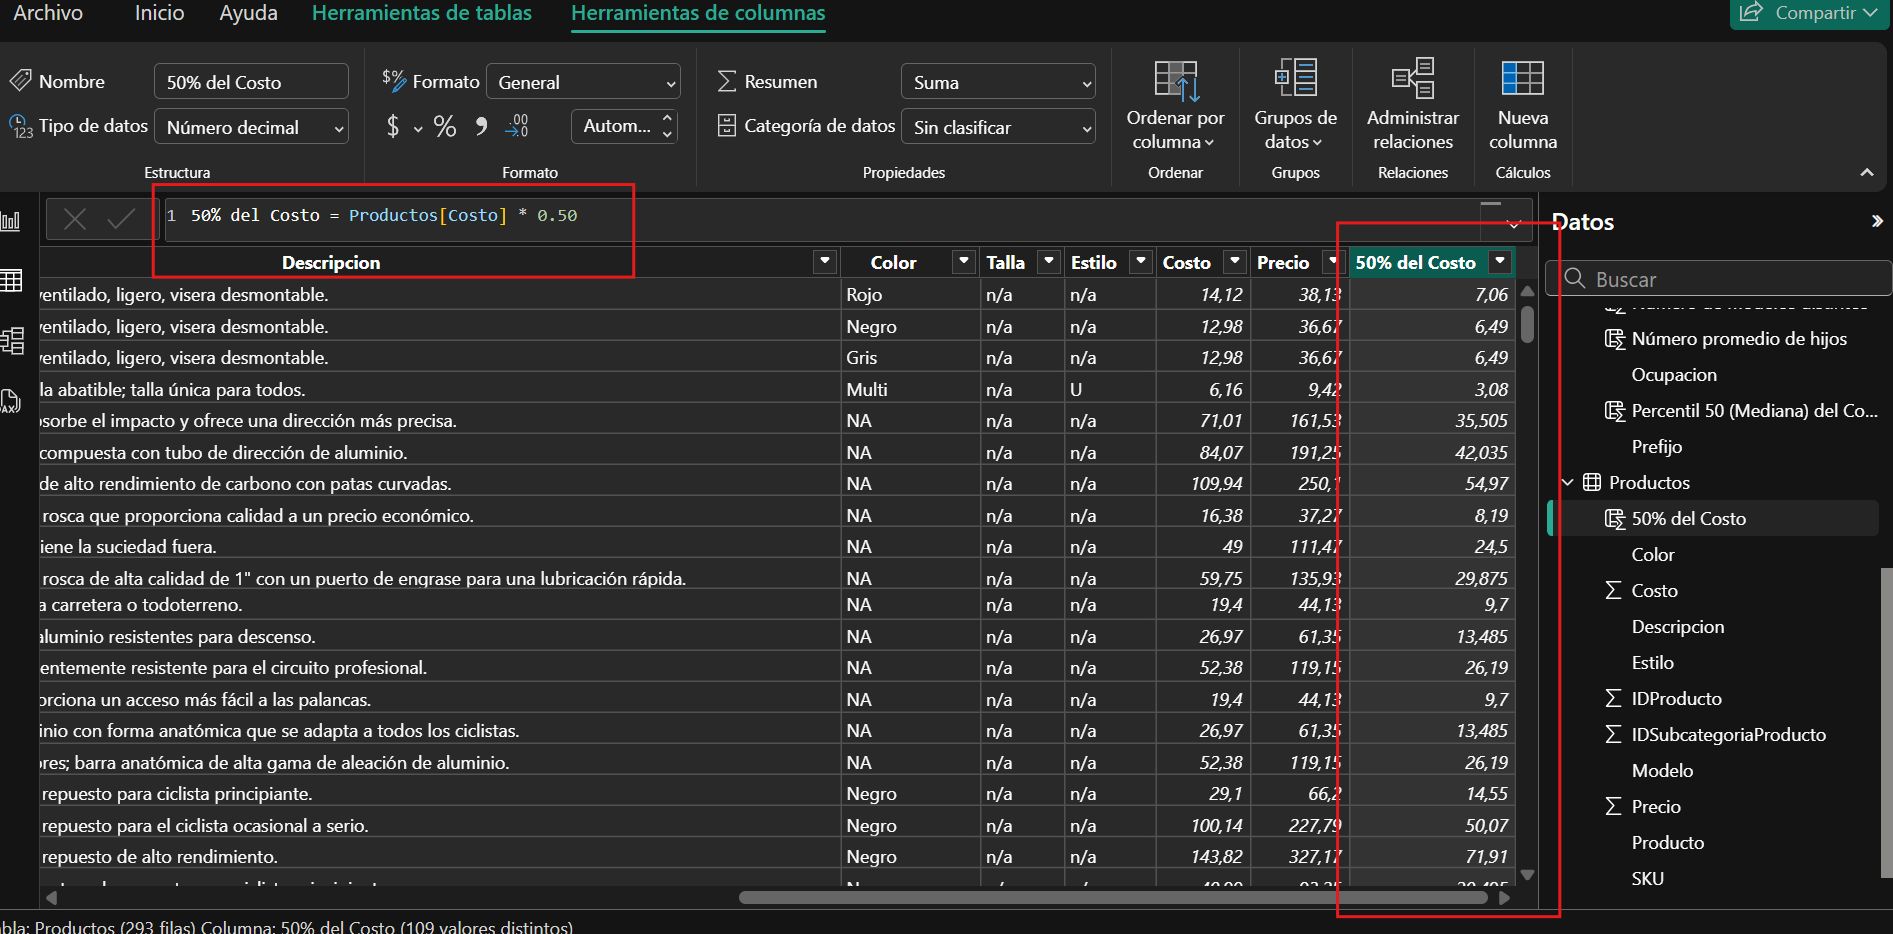 Archivo Inicio Ayuda Herramientas de tablas Herramientas de columnas Compartir
Nombre 50% del Costo
Tipo de datos Número decimal
Estructura
$% Formato General
$ % 9 .00 Autom...
Formato
Resumen Suma
Categoría de datos Sin clasificar
Propiedades
Ordenar por
columna
Ordenar
Grupos de
datos
Grupos
Administrar
relaciones
Relaciones
Nueva
columna
Cálculos
1 50% del Costo = Productos[Costo] * 0.50
Descripcion Color Talla Estilo Costo Precio 50% del Costo
ventilado, ligero, visera desmontable. Rojo n/a n/a 14,12 38,13 7,06
ventilado, ligero, visera desmontable. Negro n/a n/a 12,98 36,67 6,49
ventilado, ligero, visera desmontable. Gris n/a n/a 12,98 36,67 6,49
la abatible; talla única para todos. Multi n/a U 6,16 9,42 3,08
sorbe el impacto y ofrece una dirección más precisa. NA n/a n/a 71,01 161,53 35,505
compuesta con tubo de dirección de aluminio. NA n/a n/a 84,07 191,25 42,035
de alto rendimiento de carbono con patas curvadas. NA n/a n/a 109,94 250,1 54,97
rosca que proporciona calidad a un precio económico. NA n/a n/a 16,38 37,27 8,19
iene la suciedad fuera. NA n/a n/a 49 111,47 24,5
rosca de alta calidad de 1" con un puerto de engrase para una lubricación rápida. NA n/a n/a 59,75 135,93 29,875
a carretera o todoterreno. NA n/a n/a 19,4 44,13 9,7
aluminio resistentes para descenso. NA n/a n/a 26,97 61,35 13,485
entemente resistente para el circuito profesional. NA n/a n/a 52,38 119,15 26,19
orciona un acceso más fácil a las palancas. NA n/a n/a 19,4 44,13 9,7
inio con forma anatómica que se adapta a todos los ciclistas. NA n/a n/a 26,97 61,35 13,485
ores; barra anatómica de alta gama de aleación de aluminio. NA n/a n/a 52,38 119,15 26,19
repuesto para ciclista principiante. Negro n/a n/a 29,1 66,2 14,55
repuesto para el ciclista ocasional a serio. Negro n/a n/a 100,14 227,79 50,07
repuesto de alto rendimiento. Negro n/a n/a 143,82 327,17 71,91
Datos
Buscar
Número promedio de hijos
Ocupacion
Percentil 50 (Mediana) del Co...
Prefijo
Productos
50% del Costo
Color
Costo
Descripcion
Estilo
IDProducto
IDSubcategoriaProducto
Modelo
Precio
Producto
SKU
abla: Productos (293 filas) Columna: 50% del Costo (109 valores distintos)